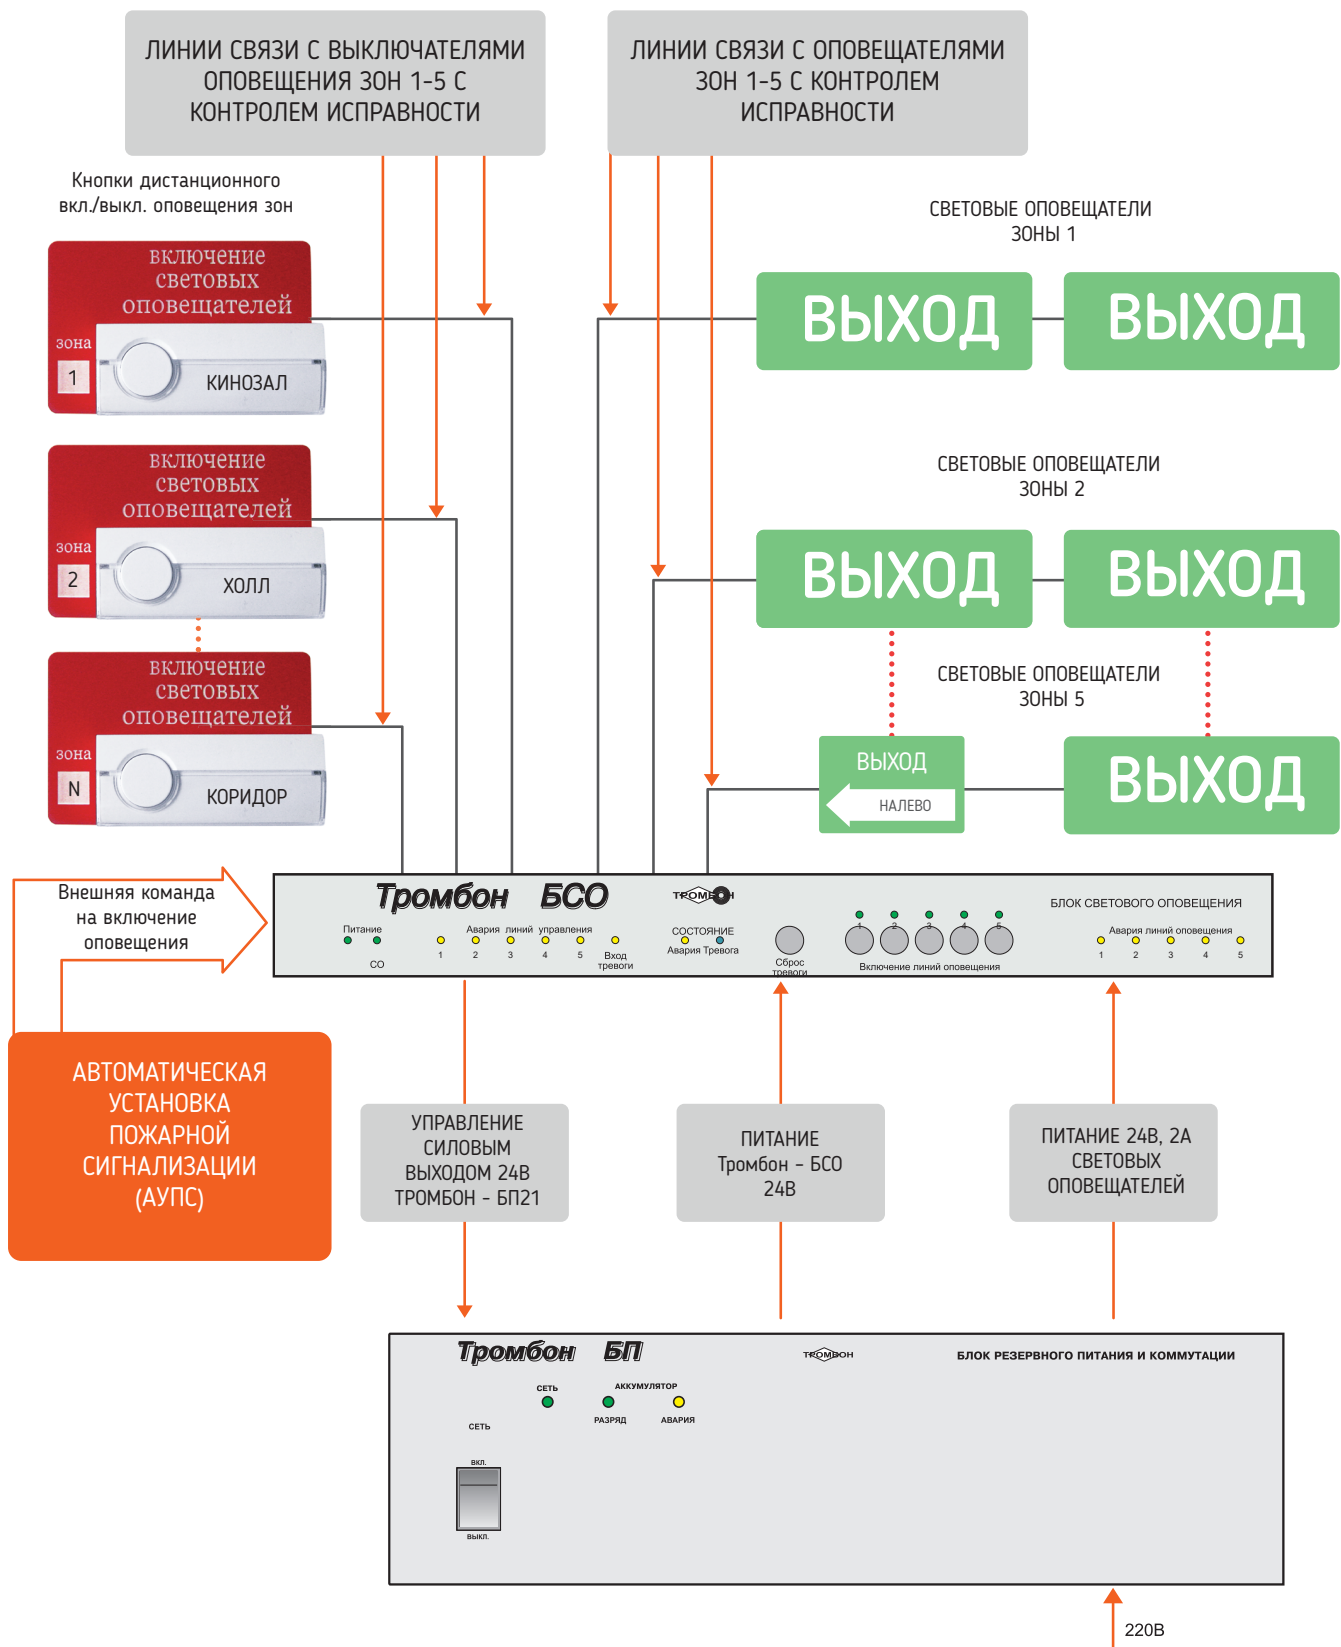 ЛИНИИ СВЯЗИ С ВЫКЛЮЧАТЕЛЯМИ
ОПОВЕЩЕНИЯ ЗОН 1-5 С
КОНТРОЛЕМ ИСПРАВНОСТИ
ЛИНИИ СВЯЗИ С ОПОВЕЩАТЕЛЯМИ
ЗОН 1-5 С КОНТРОЛЕМ
ИСПРАВНОСТИ
Кнопки дистанционного
вкл./выкл. оповещения зон
СВЕТОВЫЕ ОПОВЕЩАТЕЛИ
ЗОНЫ 1
включение
световых
оповещателей
зона
1
КИНОЗАЛ
ВЫХОД
ВЫХОД
включение
световых
оповещателей
зона
2
ХОЛЛ
СВЕТОВЫЕ ОПОВЕЩАТЕЛИ
ЗОНЫ 2
ВЫХОД
ВЫХОД
включение
световых
оповещателей
зона
N
КОРИДОР
СВЕТОВЫЕ ОПОВЕЩАТЕЛИ
ЗОНЫ 5
ВЫХОД
НАЛЕВО
ВЫХОД
Внешняя команда
на включение
оповещения
Тромбон БСО
ТРОМБОН
БЛОК СВЕТОВОГО ОПОВЕЩЕНИЯ
Питание
СО
Авария линий управления
1 2 3 4 5
Вход
тревоги
СОСТОЯНИЕ
Авария Тревога
Сброс
тревоги
1 2 3 4 5
Включение линий оповещения
Авария линий оповещения
1 2 3 4 5
АВТОМАТИЧЕСКАЯ
УСТАНОВКА
ПОЖАРНОЙ
СИГНАЛИЗАЦИИ
(АУПС)
УПРАВЛЕНИЕ
СИЛОВЫМ
ВЫХОДОМ 24В
ТРОМБОН - БП21
ПИТАНИЕ
Тромбон - БСО
24В
ПИТАНИЕ 24В, 2А
СВЕТОВЫХ
ОПОВЕЩАТЕЛЕЙ
Тромбон БП
ТРОМБОН
БЛОК РЕЗЕРВНОГО ПИТАНИЯ И КОММУТАЦИИ
СЕТЬ
АККУМУЛЯТОР
РАЗРЯД
АВАРИЯ
СЕТЬ
ВКЛ.
ВЫКЛ.
220В